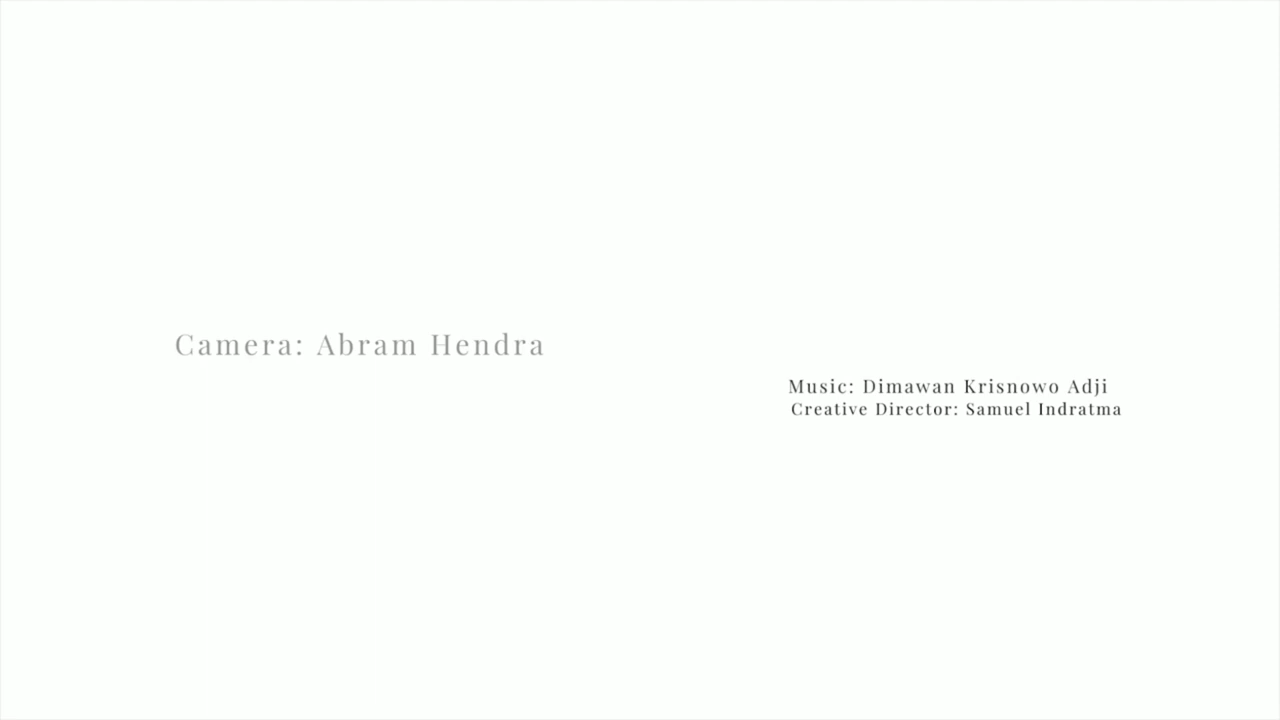 Camera: Abram Hendra
Music: Dimawan Krisnowo Adji
Creative Director: Samuel Indratma